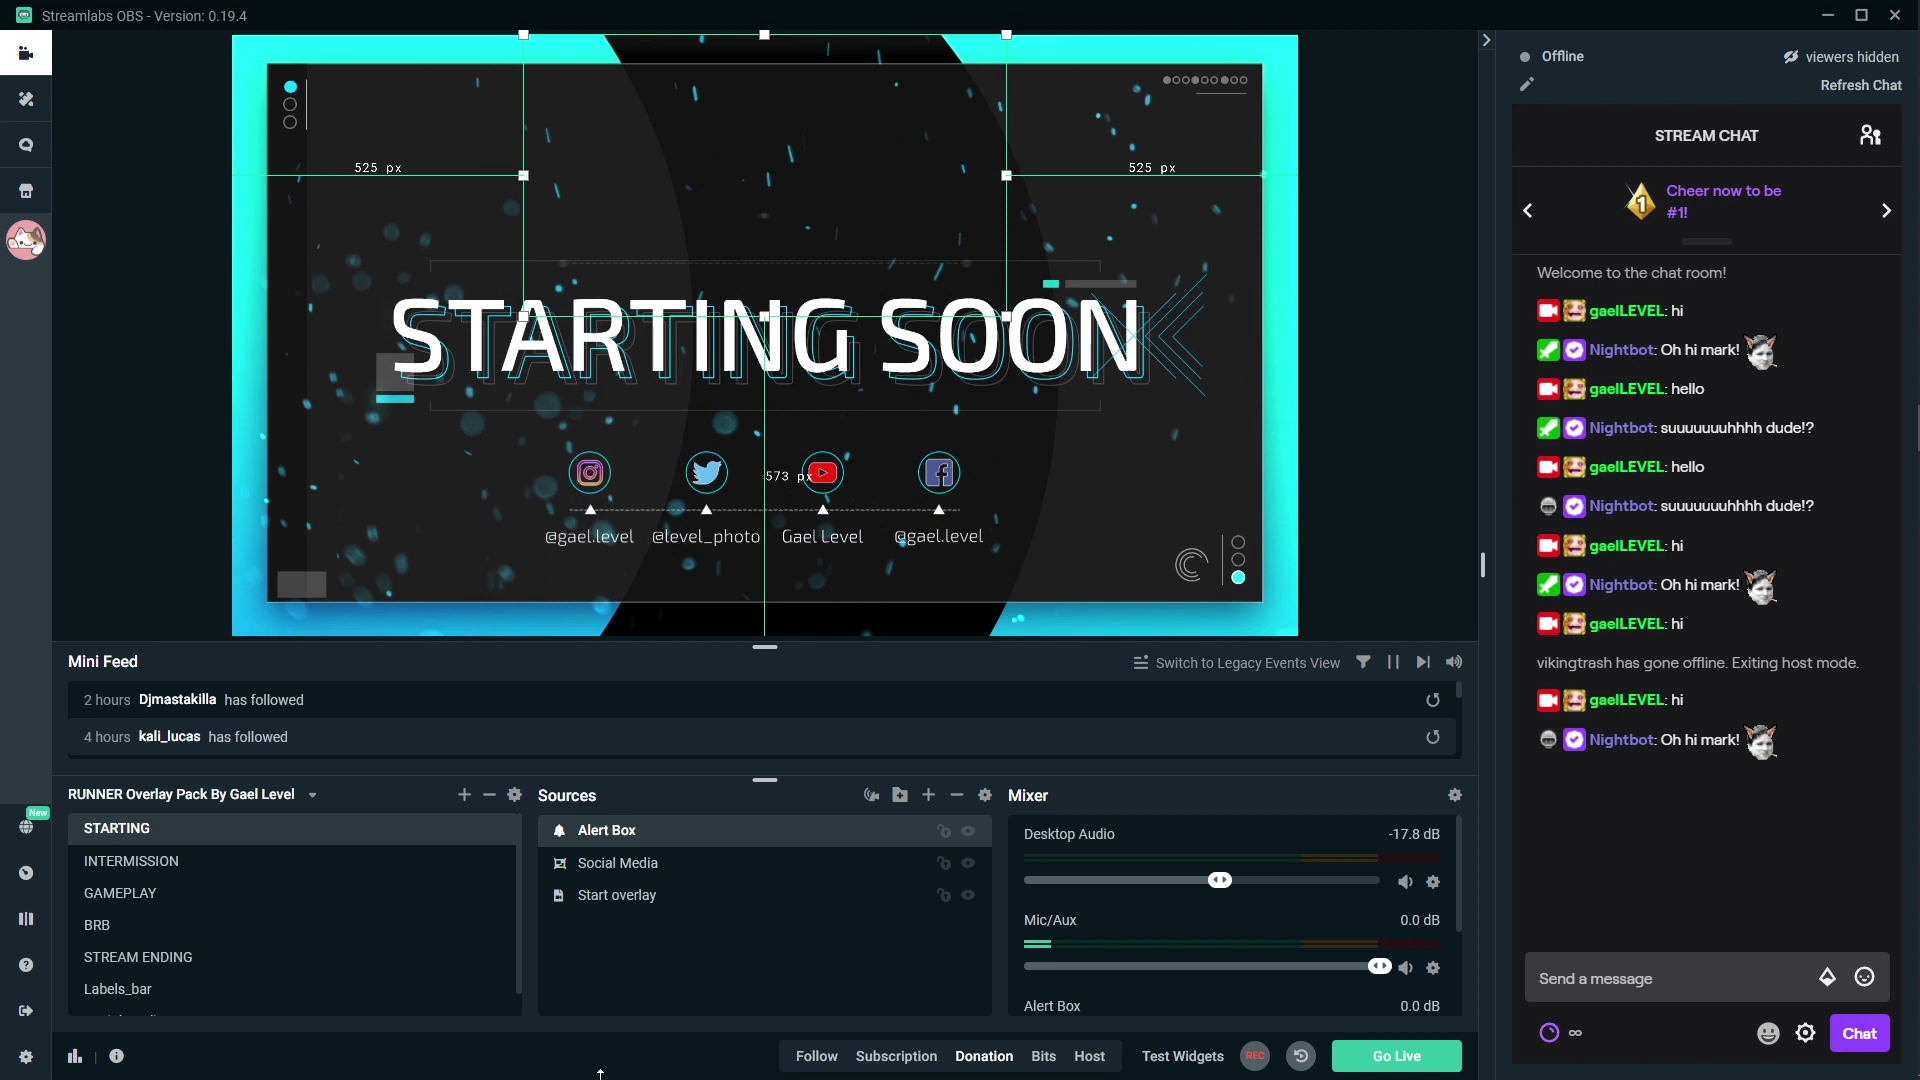 Streamlabs OBS - Version: 0.19.4
525 px
525 px
STARTING SOON
573 px
@gael.level
@level_photo
Gael Level
@gael.level
Mini Feed
Switch to Legacy Events View
2 hours Djmastakilla has followed
4 hours kali_lucas has followed
New
RUNNER Overlay Pack By Gael Level
STARTING
INTERMISSION
GAMEPLAY
BRB
STREAM ENDING
Labels_bar
Sources
Alert Box
Social Media
Start overlay
Mixer
Desktop Audio -17.8 dB
Mic/Aux 0.0 dB
Alert Box 0.0 dB
Follow Subscription Donation Bits Host
Test Widgets
REC
Go Live
Offline
viewers hidden
Refresh Chat
STREAM CHAT
1
Cheer now to be
#1!
Welcome to the chat room!
gaelLEVEL: hi
Nightbot: Oh hi mark!
gaelLEVEL: hello
Nightbot: suuuuuuuhhhh dude!?
gaelLEVEL: hello
Nightbot: suuuuuuuhhhh dude!?
gaelLEVEL: hi
Nightbot: Oh hi mark!
gaelLEVEL: hi
vikingtrash has gone offline. Exiting host mode.
gaelLEVEL: hi
Nightbot: Oh hi mark!
Send a message
∞
Chat